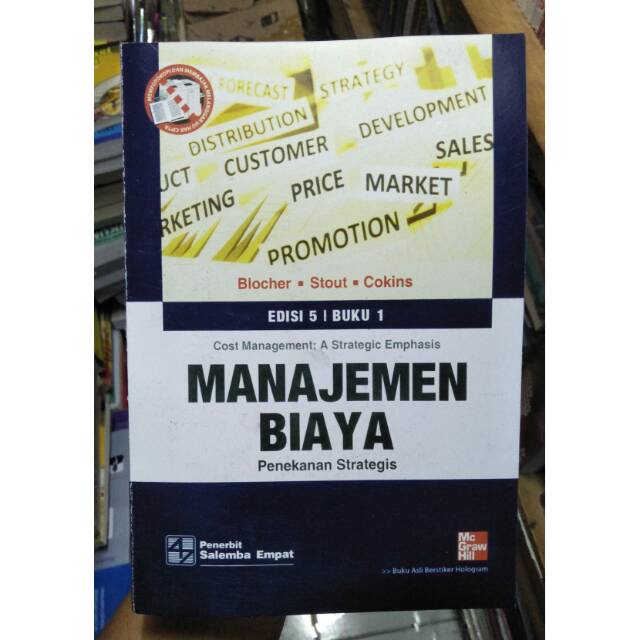 FORECAST
STRATEGY
DISTRIBUTION
DEVELOPMENT
UCT
CUSTOMER
SALES
RKETING
PRICE
MARKET
PROMOTION
Blocher ▪ Stout ▪ Cokins
EDISI 5 | BUKU 1
Cost Management: A Strategic Emphasis
MANAJEMEN
BIAYA
Penekanan Strategis
Penerbit
Salemba Empat
Mc
Graw
Hill
>> Buku Asli Berstiker Hologram